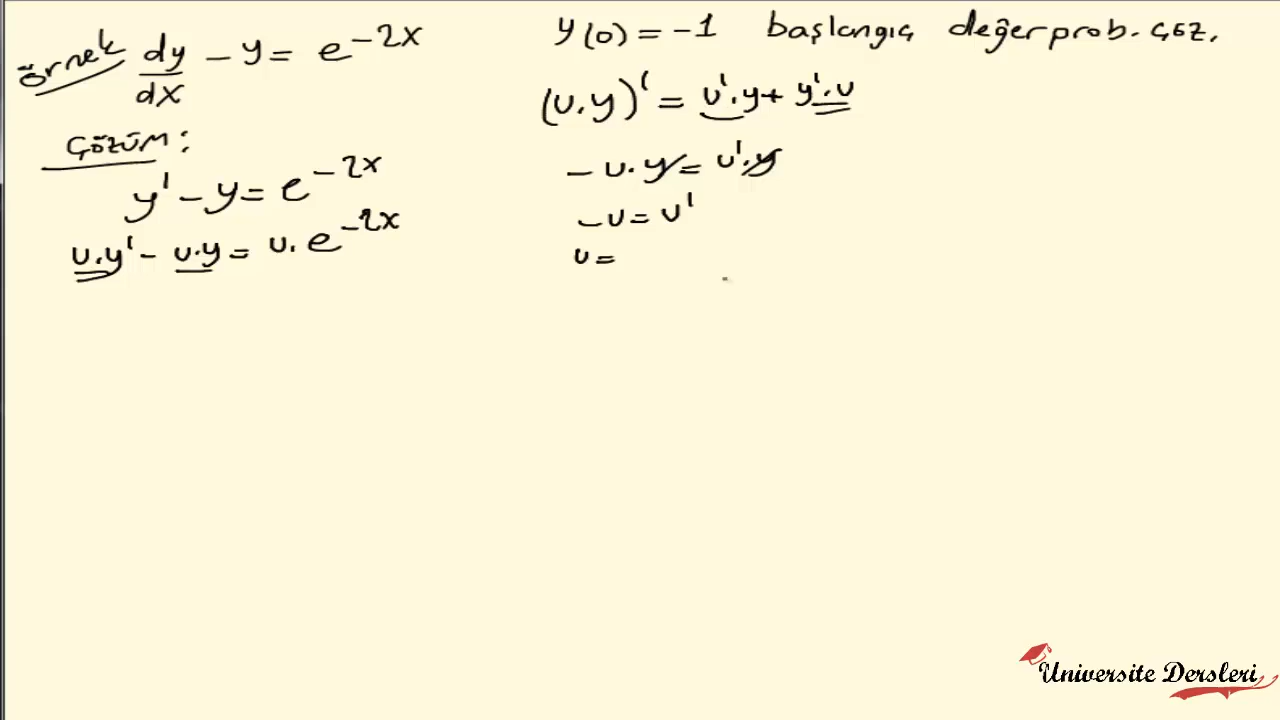 örnek dy/dx - y = e^-2x
y(0) = -1 başlangıç değer prob. çöz.
Çözüm:
y' - y = e^-2x
u.y' - u.y = u.e^-2x
(u.y)' = u'.y + y'.u
- u.y = u'.y
- u = u'
u =
Universite Dersleri